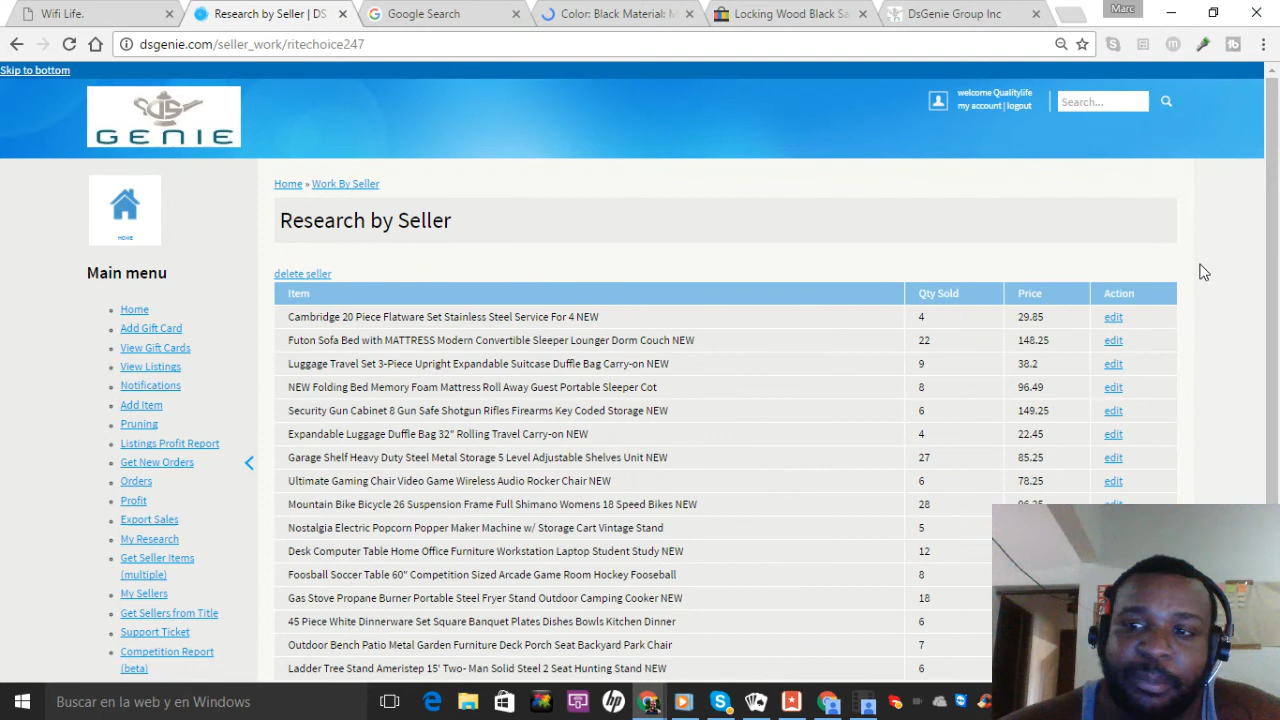 Wifi Life.
Research by Seller | DS
Google Search
Color: Black Material: M
Locking Wood Black Sa
DsGenie Group Inc
Marc
dsgenie.com/seller_work/ritechoice247
Skip to bottom
DS
GENIE
welcome Qualitylife
my account | logout
Search...
HOME
Main menu
Home
Add Gift Card
View Gift Cards
View Listings
Notifications
Add Item
Pruning
Listings Profit Report
Get New Orders
Orders
Profit
Export Sales
My Research
Get Seller Items
(multiple)
My Sellers
Get Sellers from Title
Support Ticket
Competition Report
(beta)
Home » Work By Seller
Research by Seller
delete seller
Item Qty Sold Price Action
Cambridge 20 Piece Flatware Set Stainless Steel Service For 4 NEW 4 29.85 edit
Futon Sofa Bed with MATTRESS Modern Convertible Sleeper Lounger Dorm Couch NEW 22 148.25 edit
Luggage Travel Set 3-Piece Upright Expandable Suitcase Duffle Bag Carry-on NEW 9 38.2 edit
NEW Folding Bed Memory Foam Mattress Roll Away Guest Portable Sleeper Cot 8 96.49 edit
Security Gun Cabinet 8 Gun Safe Shotgun Rifles Firearms Key Coded Storage NEW 6 149.25 edit
Expandable Luggage Duffle Bag 32" Rolling Travel Carry-on NEW 4 22.45 edit
Garage Shelf Heavy Duty Steel Metal Storage 5 Level Adjustable Shelves Unit NEW 27 85.25 edit
Ultimate Gaming Chair Video Game Wireless Audio Rocker Chair NEW 6 78.25 edit
Mountain Bike Bicycle 26 Suspension Frame Full Shimano Womens 18 Speed Bikes NEW 28
Nostalgia Electric Popcorn Popper Maker Machine w/ Storage Cart Vintage Stand 5
Desk Computer Table Home Office Furniture Workstation Laptop Student Study NEW 12
Foosball Soccer Table 60" Competition Sized Arcade Game Room Hockey Fooseball 8
Gas Stove Propane Burner Portable Steel Fryer Stand Outdoor Camping Cooker NEW 18
45 Piece White Dinnerware Set Square Banquet Plates Dishes Bowls Kitchen Dinner 6
Outdoor Bench Patio Metal Garden Furniture Deck Porch Seat Backyard Park Chair 7
Ladder Tree Stand Ameristep 15' Two- Man Solid Steel 2 Seat Hunting Stand NEW 6
Buscar en la web y en Windows